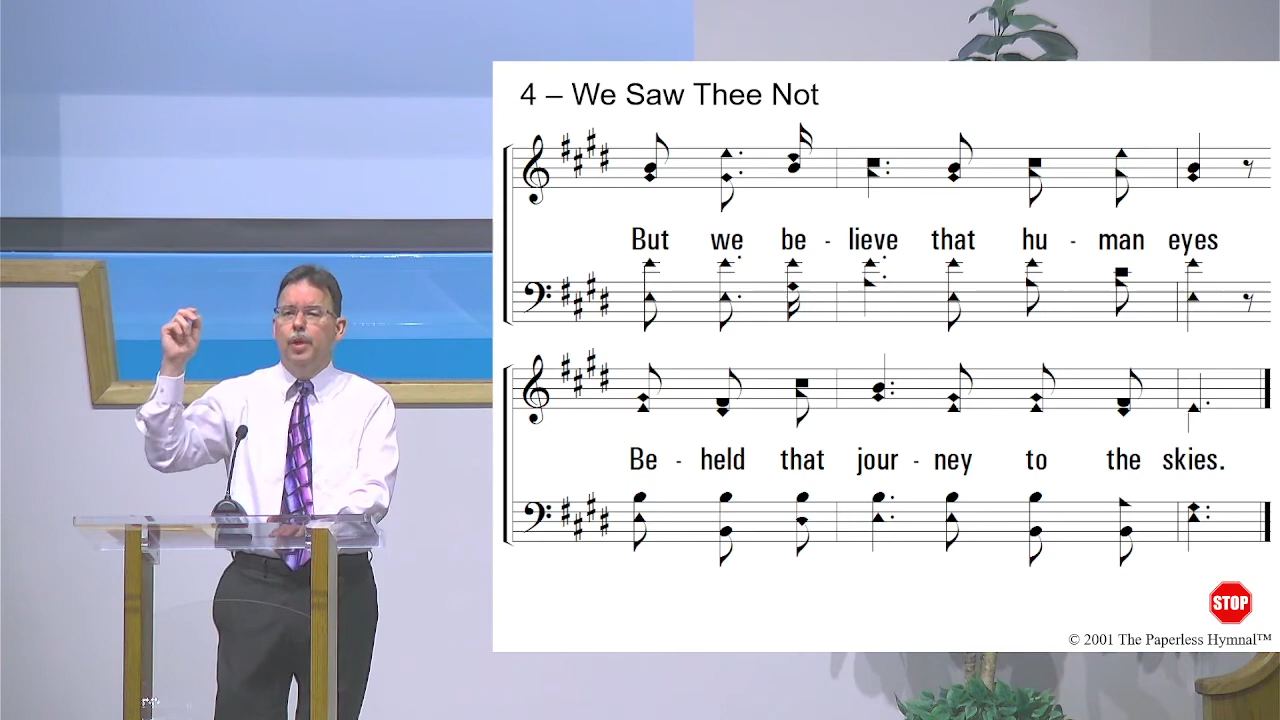 4 – We Saw Thee Not
But we be - lieve that hu - man eyes
Be - held that jour - ney to the skies.
STOP
© 2001 The Paperless Hymnal™